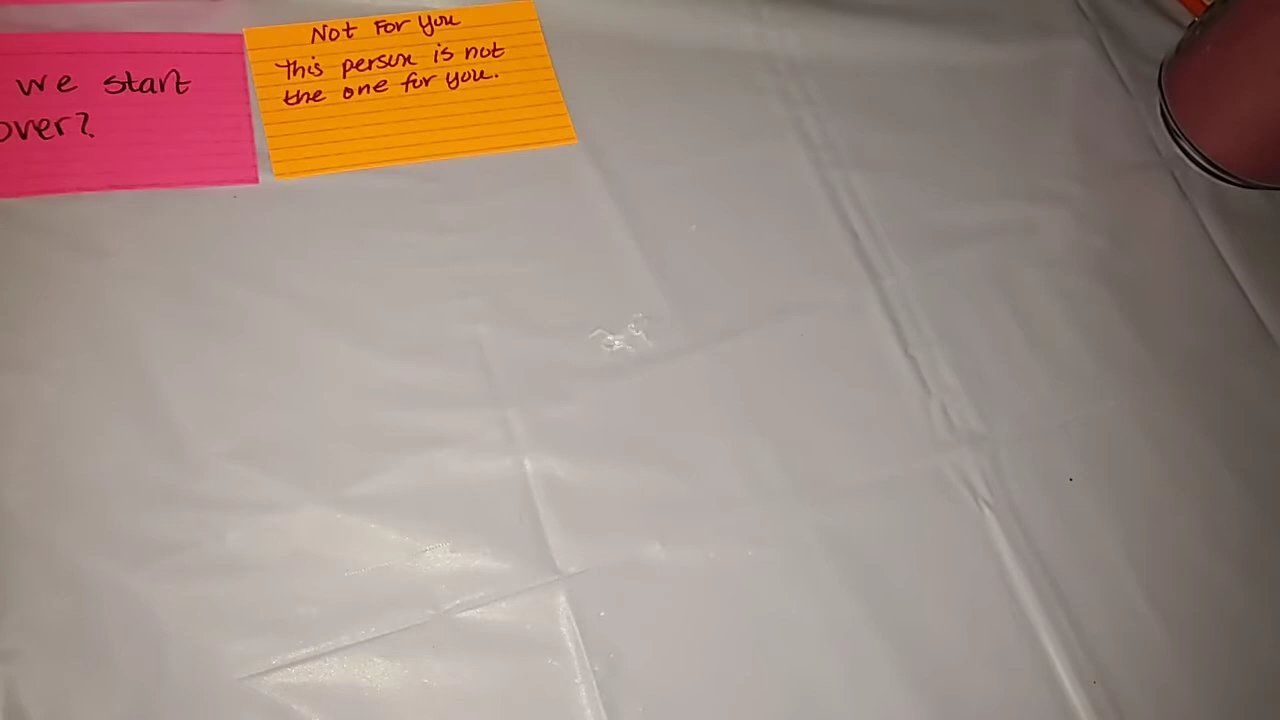 we start
over?
Not For You
This person is not
the one for you.